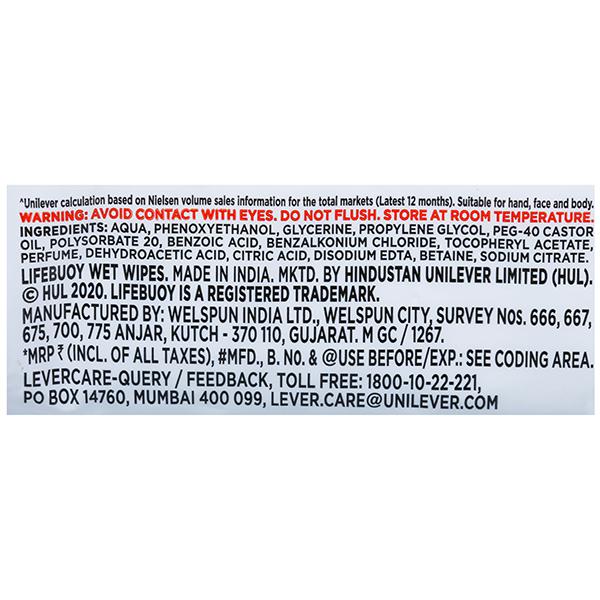 ^Unilever calculation based on Nielsen volume sales information for the total markets (Latest 12 months). Suitable for hand, face and body.
WARNING: AVOID CONTACT WITH EYES. DO NOT FLUSH. STORE AT ROOM TEMPERATURE.
INGREDIENTS: AQUA, PHENOXYETHANOL, GLYCERINE, PROPYLENE GLYCOL, PEG-40 CASTOR
OIL, POLYSORBATE 20, BENZOIC ACID, BENZALKONIUM CHLORIDE, TOCOPHERYL ACETATE,
PERFUME, DEHYDROACETIC ACID, CITRIC ACID, DISODIUM EDTA, BETAINE, SODIUM CITRATE.
LIFEBUOY WET WIPES. MADE IN INDIA. MKTD. BY HINDUSTAN UNILEVER LIMITED (HUL).
© HUL 2020. LIFEBUOY IS A REGISTERED TRADEMARK.
MANUFACTURED BY: WELSPUN INDIA LTD., WELSPUN CITY, SURVEY Nos. 666, 667,
675, 700, 775 ANJAR, KUTCH - 370 110, GUJARAT. M GC / 1267.
*MRP ₹ (INCL. OF ALL TAXES), #MFD., B. No. & @USE BEFORE/EXP.: SEE CODING AREA.
LEVERCARE-QUERY / FEEDBACK, TOLL FREE: 1800-10-22-221,
PO BOX 14760, MUMBAI 400 099, LEVER.CARE@UNILEVER.COM